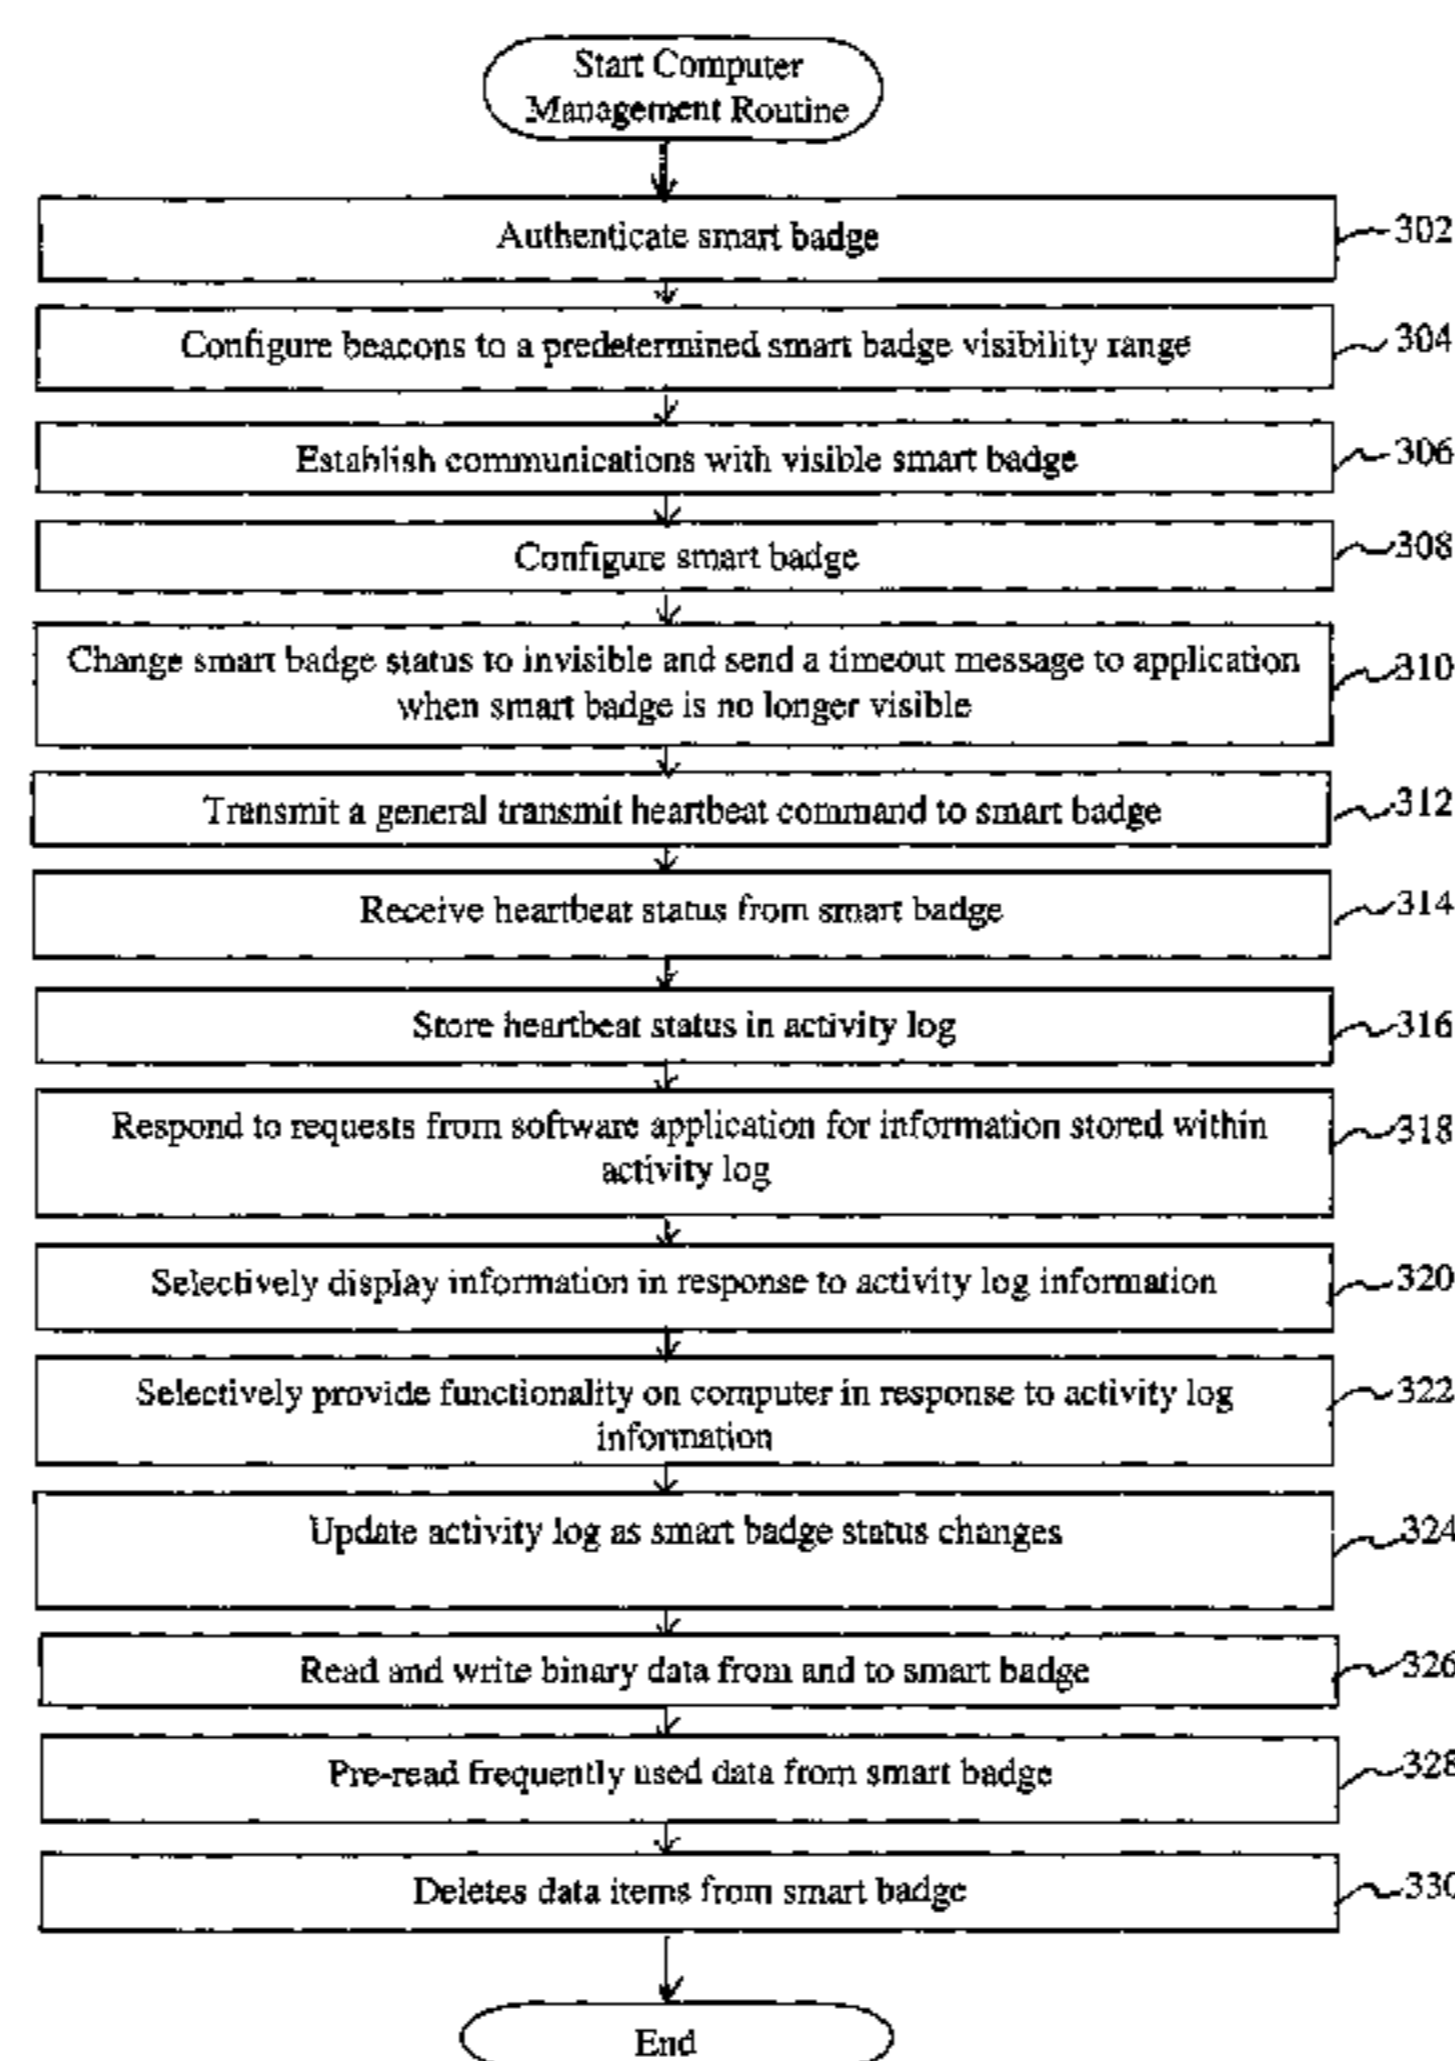 Start Computer
Management Routine
Authenticate smart badge
302
Configure beacons to a predetermined smart badge visibility range
304
Establish communications with visible smart badge
306
Configure smart badge
308
Change smart badge status to invisible and send a timeout message to application
when smart badge is no longer visible
310
Transmit a general transmit heartbeat command to smart badge
312
Receive heartbeat status from smart badge
314
Store heartbeat status in activity log
316
Respond to requests from software application for information stored within
activity log
318
Selectively display information in response to activity log information
320
Selectively provide functionality on computer in response to activity log
information
322
Update activity log as smart badge status changes
324
Read and write binary data from and to smart badge
326
Pre-read frequently used data from smart badge
328
Deletes data items from smart badge
330
End